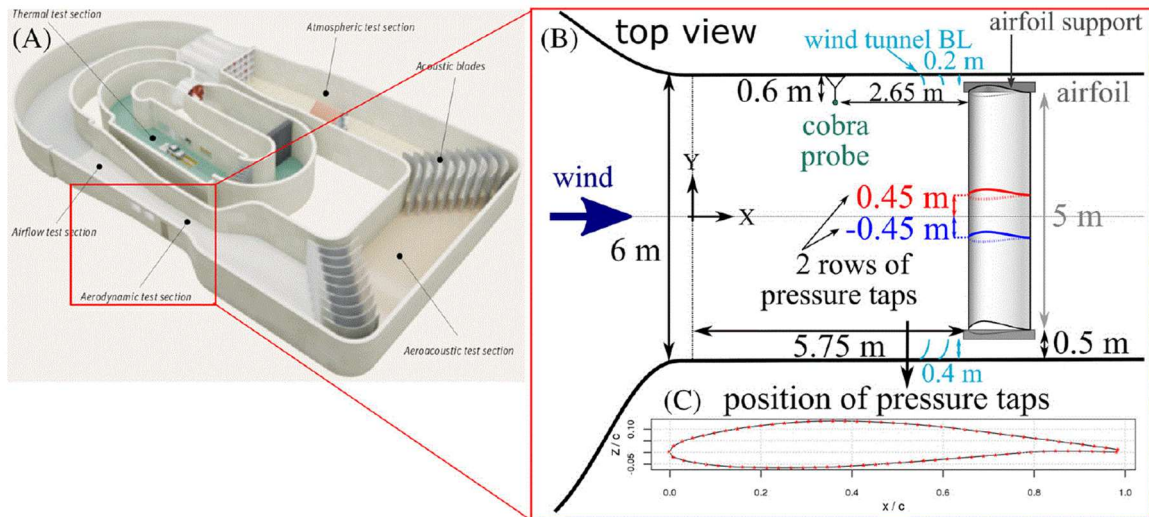 (A)
Thermal test section
Atmospheric test section
Acoustic blades
Airflow test section
Aerodynamic test section
Aeroacoustic test section
(B)
top view
airfoil support
wind tunnel BL
0.2 m
0.6 m
2.65 m
airfoil
cobra
probe
Y
wind
X
0.45 m
-0.45 m
5 m
6 m
2 rows of
pressure taps
5.75 m
0.5 m
0.4 m
(C)
position of pressure taps
Z / c
0.10
-0.05
0.0 0.2 0.4 0.6 0.8 1.0
x / c